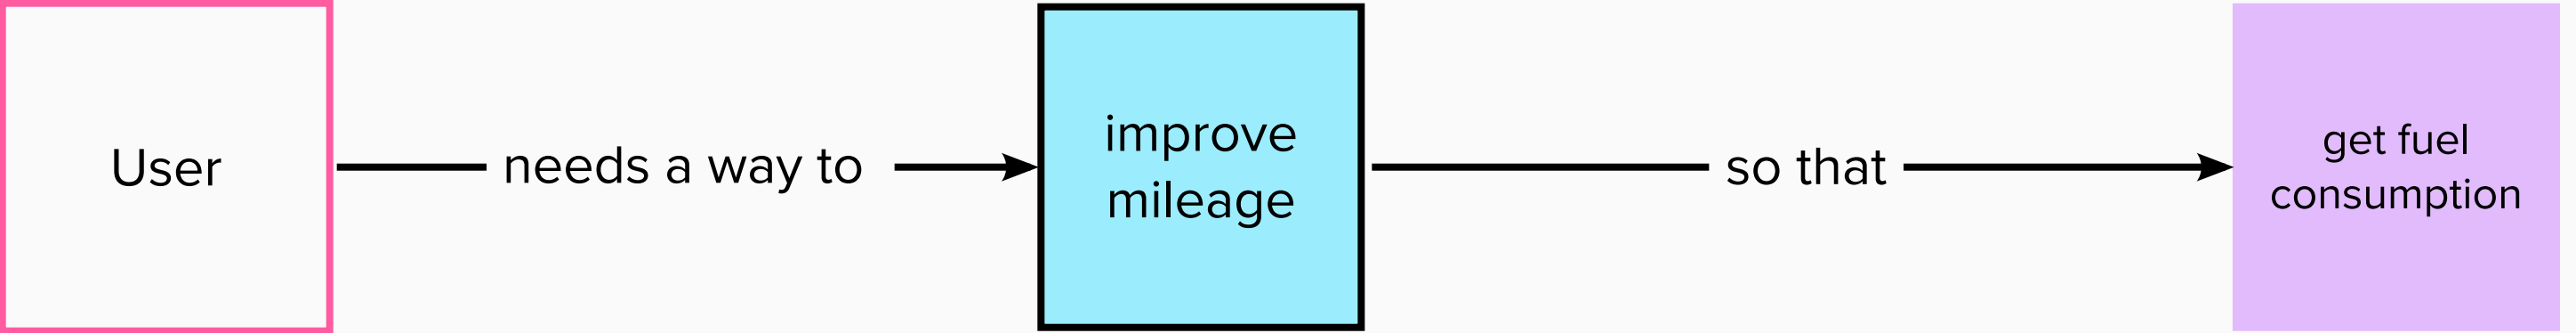 User
needs a way to
improve
mileage
so that
get fuel
consumption